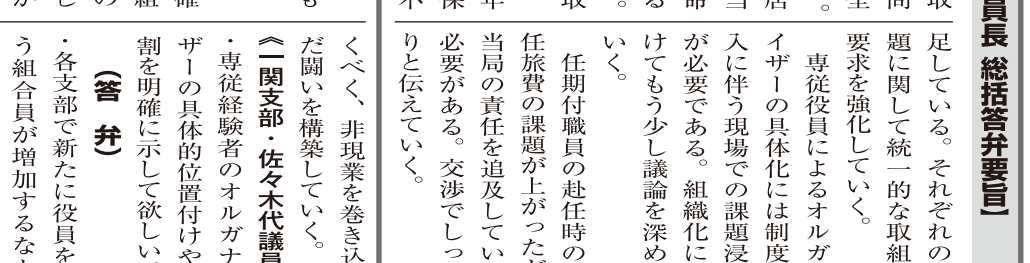 員長 総括答弁要旨】
足している。それぞれの
題に関して統一的な取組
要求を強化していく。
専従役員によるオルガ
イザーの具体化には制度
入に伴う現場での課題浸
が必要である。組織化に
けてもう少し議論を深め
いく。
任期付職員の赴任時の
任旅費の課題が上がった
当局の責任を追及してい
必要がある。交渉でしっ
りと伝えていく。
くべく、非現業を巻き込
だ闘いを構築していく。
《一関支部・佐々木代議員
・専従経験者のオルガナ
ザーの具体的位置付けや
割を明確に示して欲しい。
(答 弁)
・各支部で新たに役員を
う組合員が増加するな